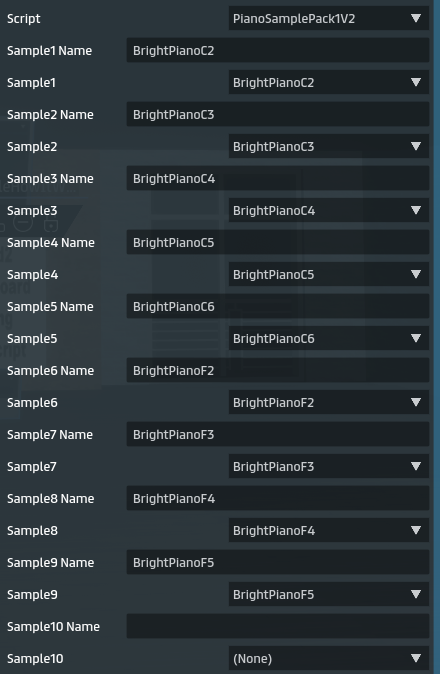 Script PianoSamplePack1V2
Sample1 Name BrightPianoC2
Sample1 BrightPianoC2
Sample2 Name BrightPianoC3
Sample2 BrightPianoC3
Sample3 Name BrightPianoC4
Sample3 BrightPianoC4
Sample4 Name BrightPianoC5
Sample4 BrightPianoC5
Sample5 Name BrightPianoC6
Sample5 BrightPianoC6
Sample6 Name BrightPianoF2
Sample6 BrightPianoF2
Sample7 Name BrightPianoF3
Sample7 BrightPianoF3
Sample8 Name BrightPianoF4
Sample8 BrightPianoF4
Sample9 Name BrightPianoF5
Sample9 BrightPianoF5
Sample10 Name
Sample10 (None)